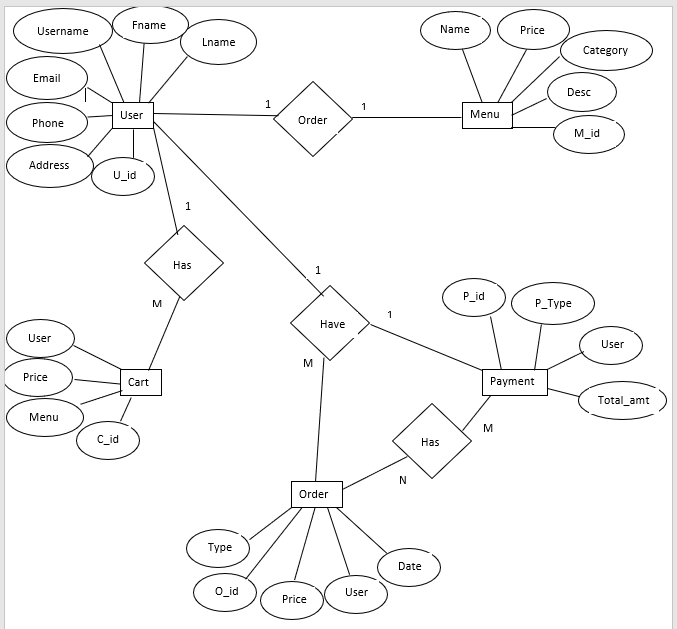 Username
Fname
Lname
Email
Phone
Address
U_id
User
1
Order
1
Name
Price
Category
Desc
M_id
Menu
1
Has
M
1
Have
1
M
P_id
P_Type
User
Total_amt
Payment
User
Price
Menu
C_id
Cart
Has
M
N
Order
Type
O_id
Price
User
Date